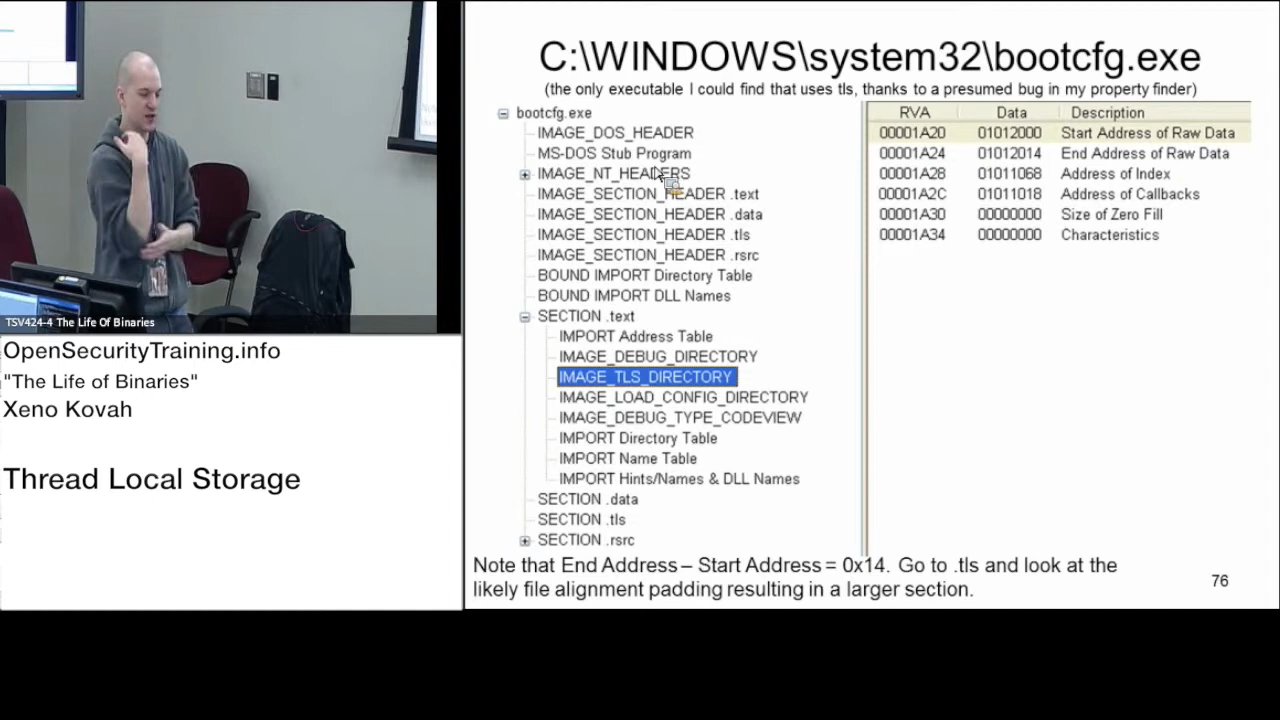 C:\WINDOWS\system32\bootcfg.exe
(the only executable I could find that uses tls, thanks to a presumed bug in my property finder)
bootcfg.exe
IMAGE_DOS_HEADER
MS-DOS Stub Program
IMAGE_NT_HEADERS
IMAGE_SECTION_HEADER .text
IMAGE_SECTION_HEADER .data
IMAGE_SECTION_HEADER .tls
IMAGE_SECTION_HEADER .rsrc
BOUND IMPORT Directory Table
BOUND IMPORT DLL Names
SECTION .text
IMPORT Address Table
IMAGE_DEBUG_DIRECTORY
IMAGE_TLS_DIRECTORY
IMAGE_LOAD_CONFIG_DIRECTORY
IMAGE_DEBUG_TYPE_CODEVIEW
IMPORT Directory Table
IMPORT Name Table
IMPORT Hints/Names & DLL Names
SECTION .data
SECTION .tls
SECTION .rsrc
RVA Data Description
00001A20 01012000 Start Address of Raw Data
00001A24 01012014 End Address of Raw Data
00001A28 01011068 Address of Index
00001A2C 01011018 Address of Callbacks
00001A30 00000000 Size of Zero Fill
00001A34 00000000 Characteristics
Note that End Address – Start Address = 0x14. Go to .tls and look at the
likely file alignment padding resulting in a larger section.
76
TSV424-4 The Life Of Binaries
OpenSecurityTraining.info
"The Life of Binaries"
Xeno Kovah
Thread Local Storage